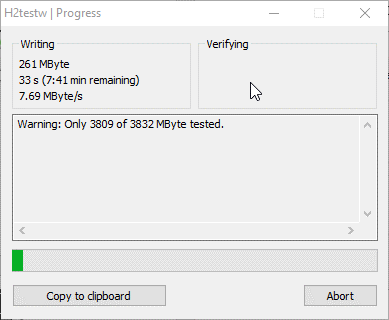 H2testw | Progress
Writing
261 MByte
33 s (7:41 min remaining)
7.69 MByte/s
Verifying
Warning: Only 3809 of 3832 MByte tested.
Copy to clipboard
Abort